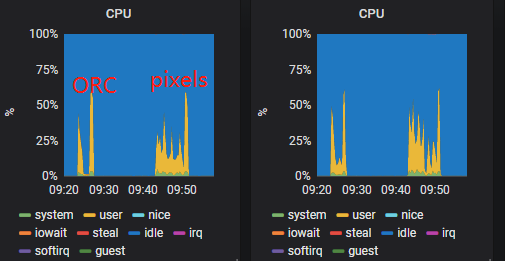 CPU
100%
75%
50%
25%
0%
%
ORC
pixels
09:20 09:30 09:40 09:50
system user nice
iowait steal idle irq
softirq guest
CPU
100%
75%
50%
25%
0%
%
09:20 09:30 09:40 09:50
system user nice
iowait steal idle irq
softirq guest